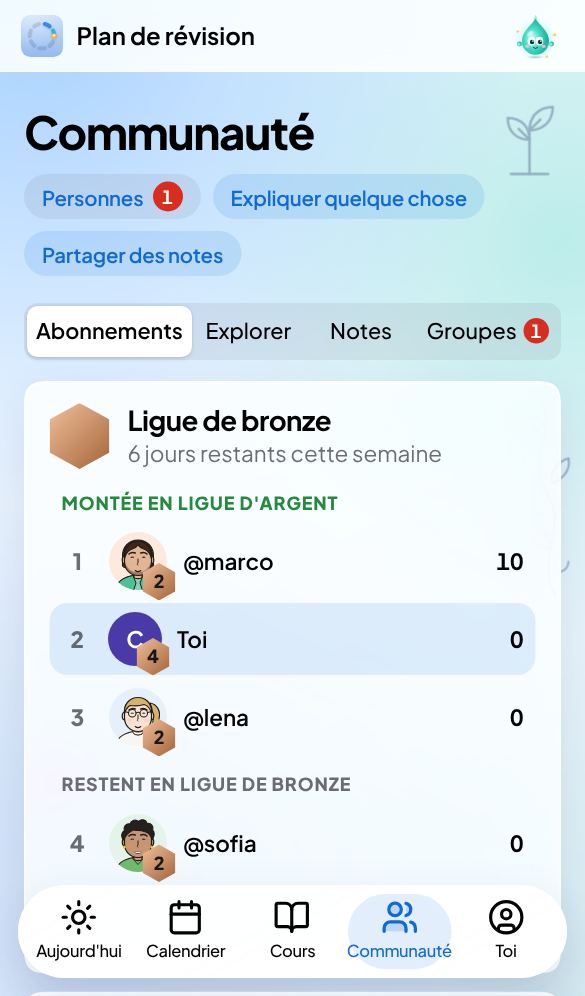 Plan de révision
Communauté
Personnes 1
Expliquer quelque chose
Partager des notes
Abonnements
Explorer
Notes
Groupes 1
Ligue de bronze
6 jours restants cette semaine
MONTÉE EN LIGUE D'ARGENT
1 2 @marco 10
2 C 4 Toi 0
3 2 @lena 0
RESTENT EN LIGUE DE BRONZE
4 2 @sofia 0
Aujourd'hui
Calendrier
Cours
Communauté
Toi